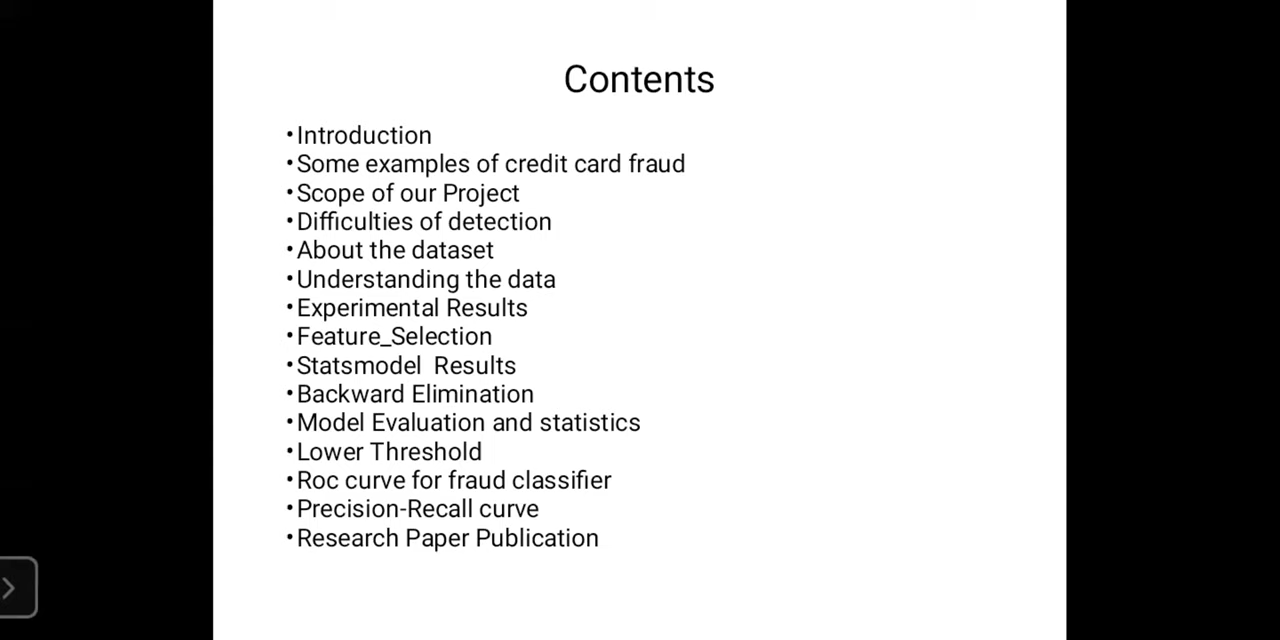 Contents
•Introduction
•Some examples of credit card fraud
•Scope of our Project
•Difficulties of detection
•About the dataset
•Understanding the data
•Experimental Results
•Feature_Selection
•Statsmodel  Results
•Backward Elimination
•Model Evaluation and statistics
•Lower Threshold
•Roc curve for fraud classifier
•Precision-Recall curve
•Research Paper Publication